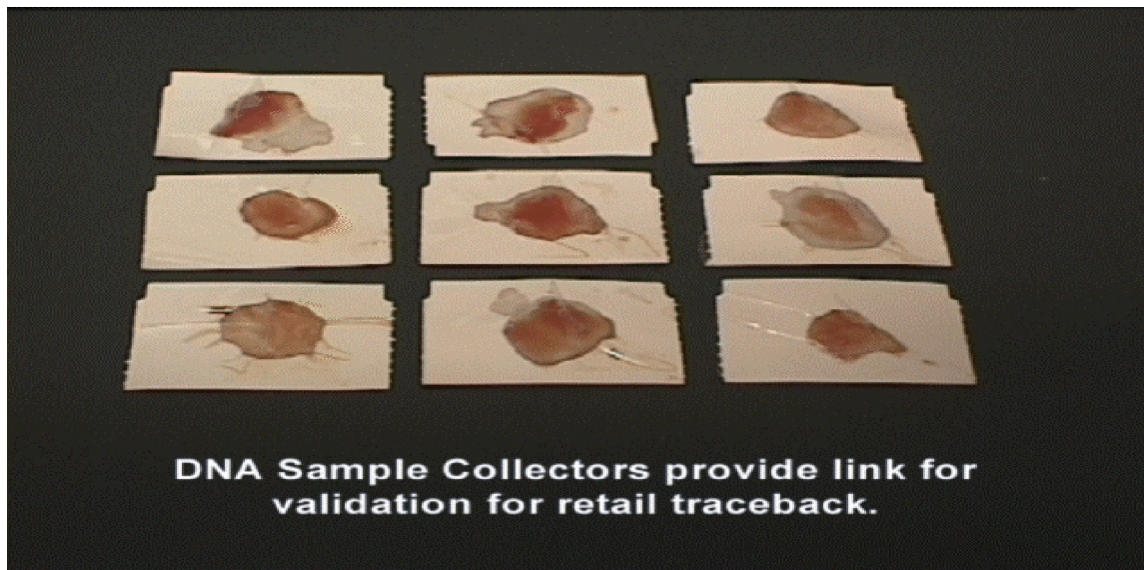 DNA Sample Collectors provide link for
validation for retail traceback.